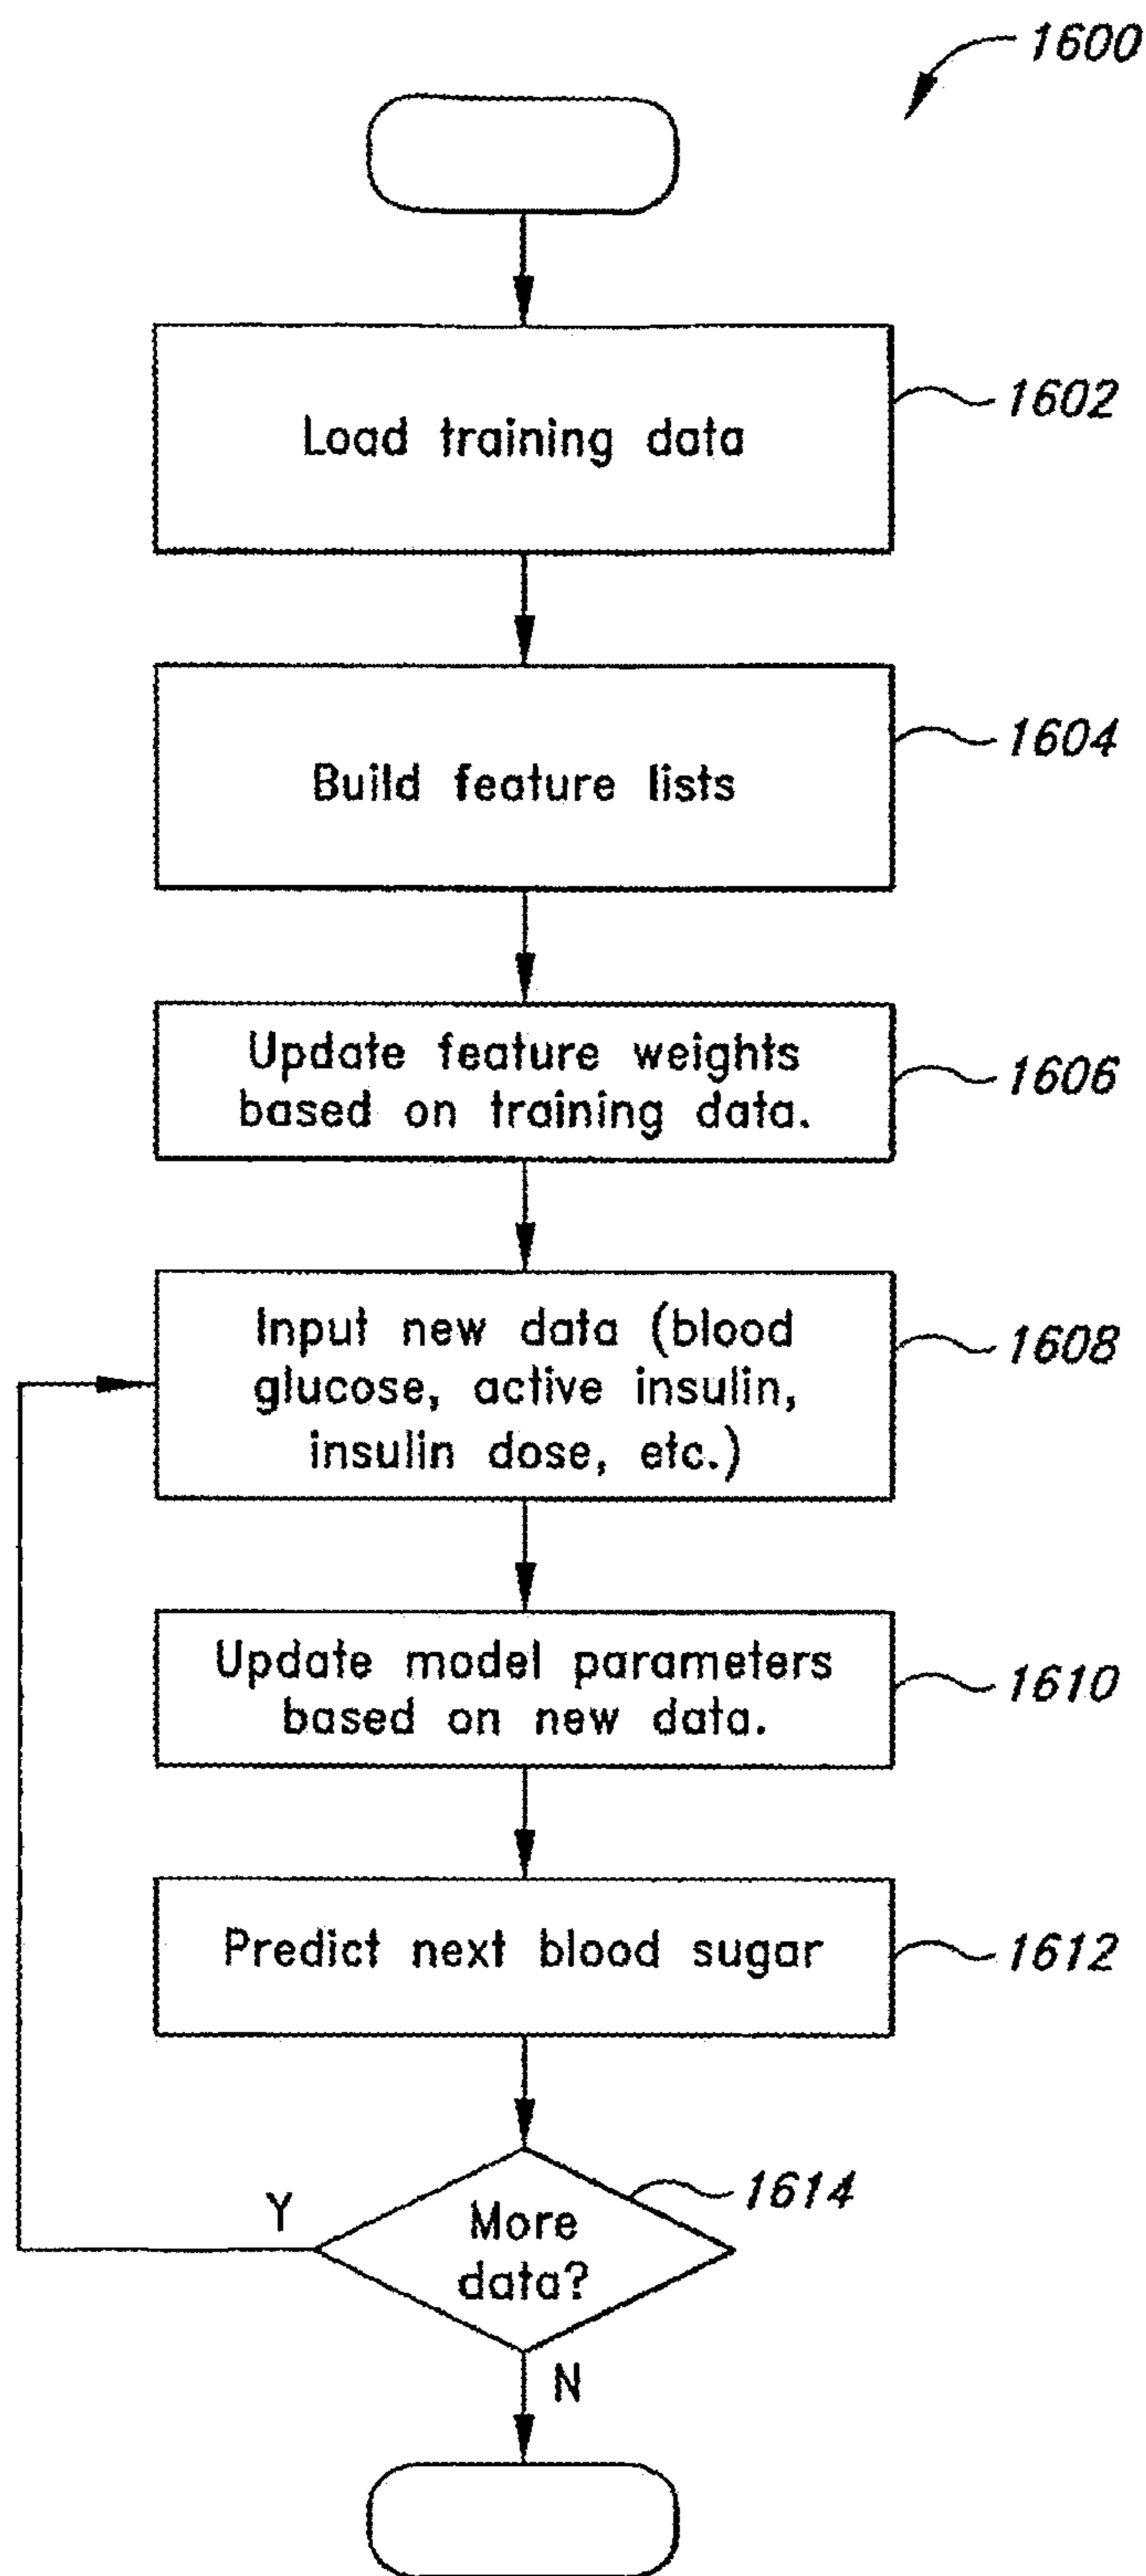 1600
Load training data
1602
Build feature lists
1604
Update feature weights
based on training data.
1606
Input new data (blood
glucose, active insulin,
insulin dose, etc.)
1608
Update model parameters
based on new data.
1610
Predict next blood sugar
1612
More
data?
1614
Y
N